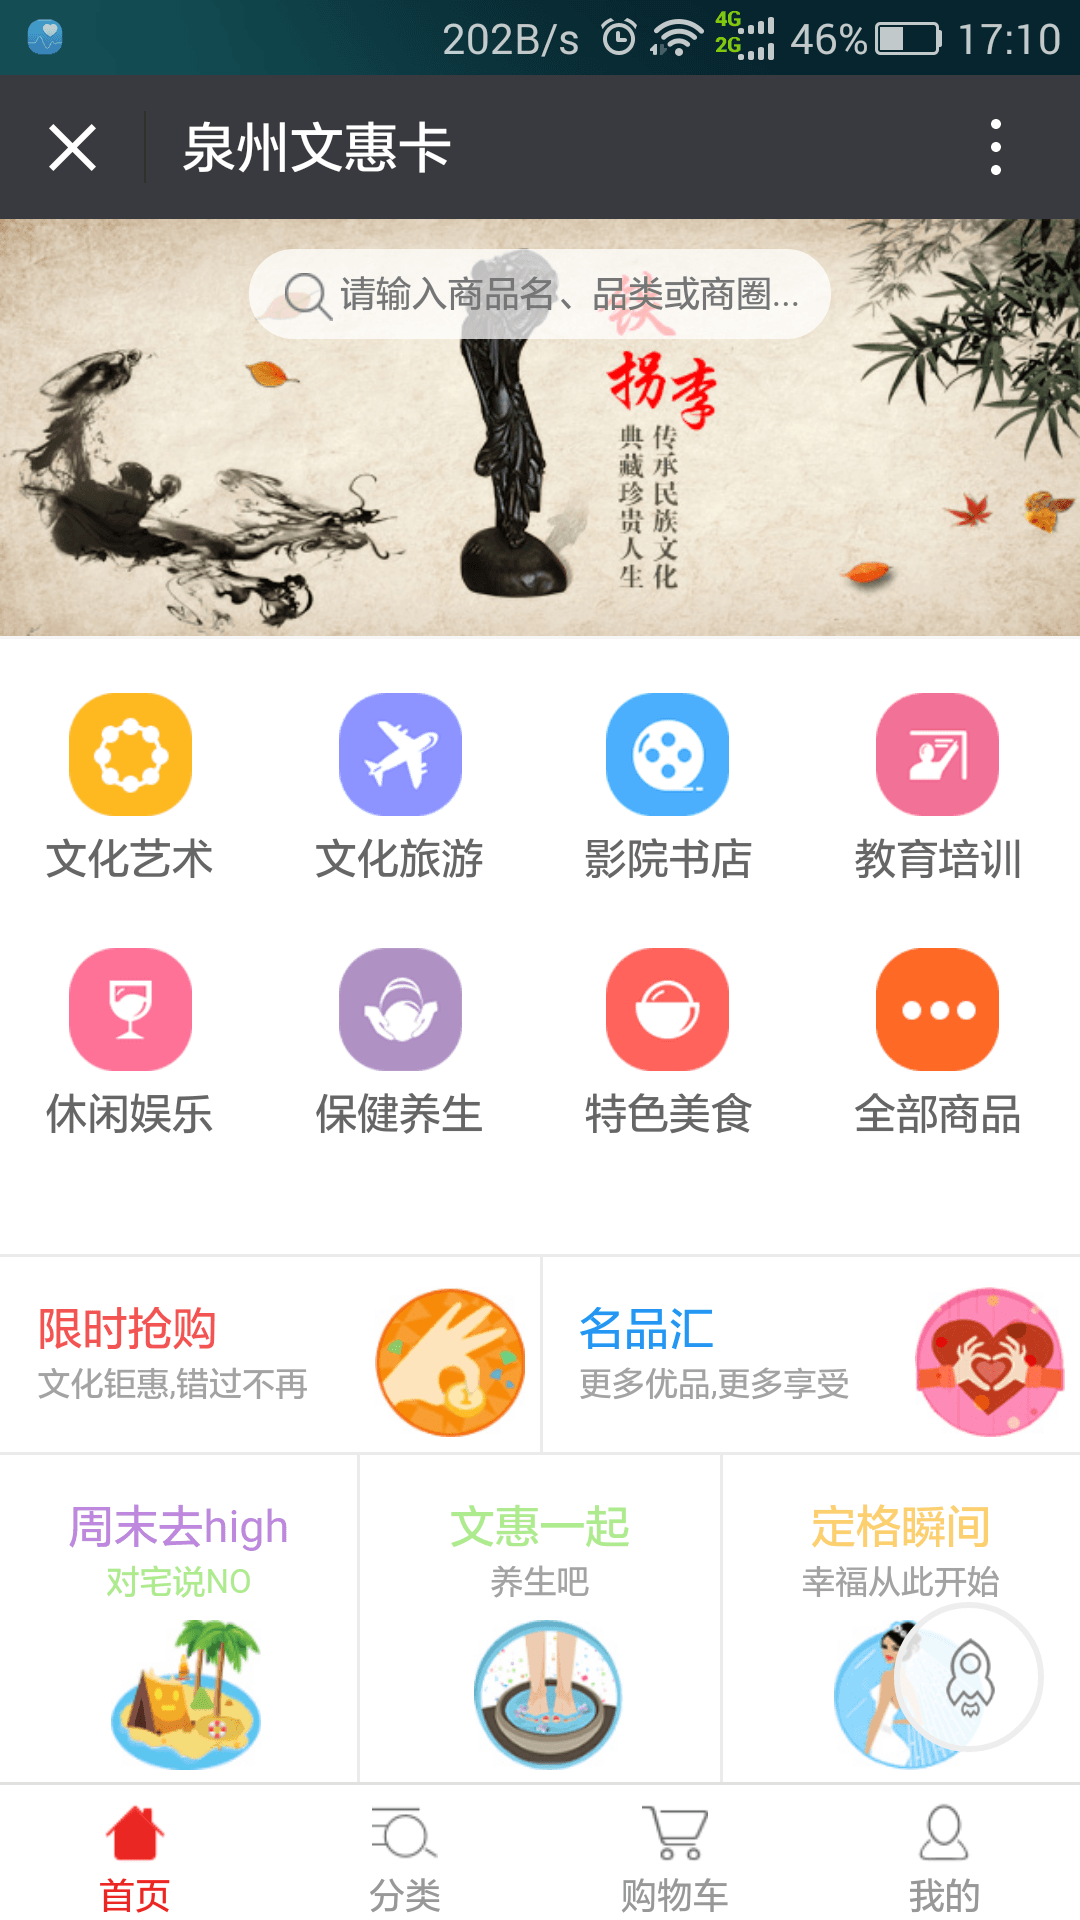 202B/s 4G 2G 46% 17:10
泉州文惠卡
请输入商品名、品类或商圈...
铁
拐李
传承民族文化
典藏珍贵人生
文化艺术 文化旅游 影院书店 教育培训
休闲娱乐 保健养生 特色美食 全部商品
限时抢购 名品汇
文化钜惠,错过不再 更多优品,更多享受
周末去high 文惠一起 定格瞬间
对宅说NO 养生吧 幸福从此开始
首页 分类 购物车 我的